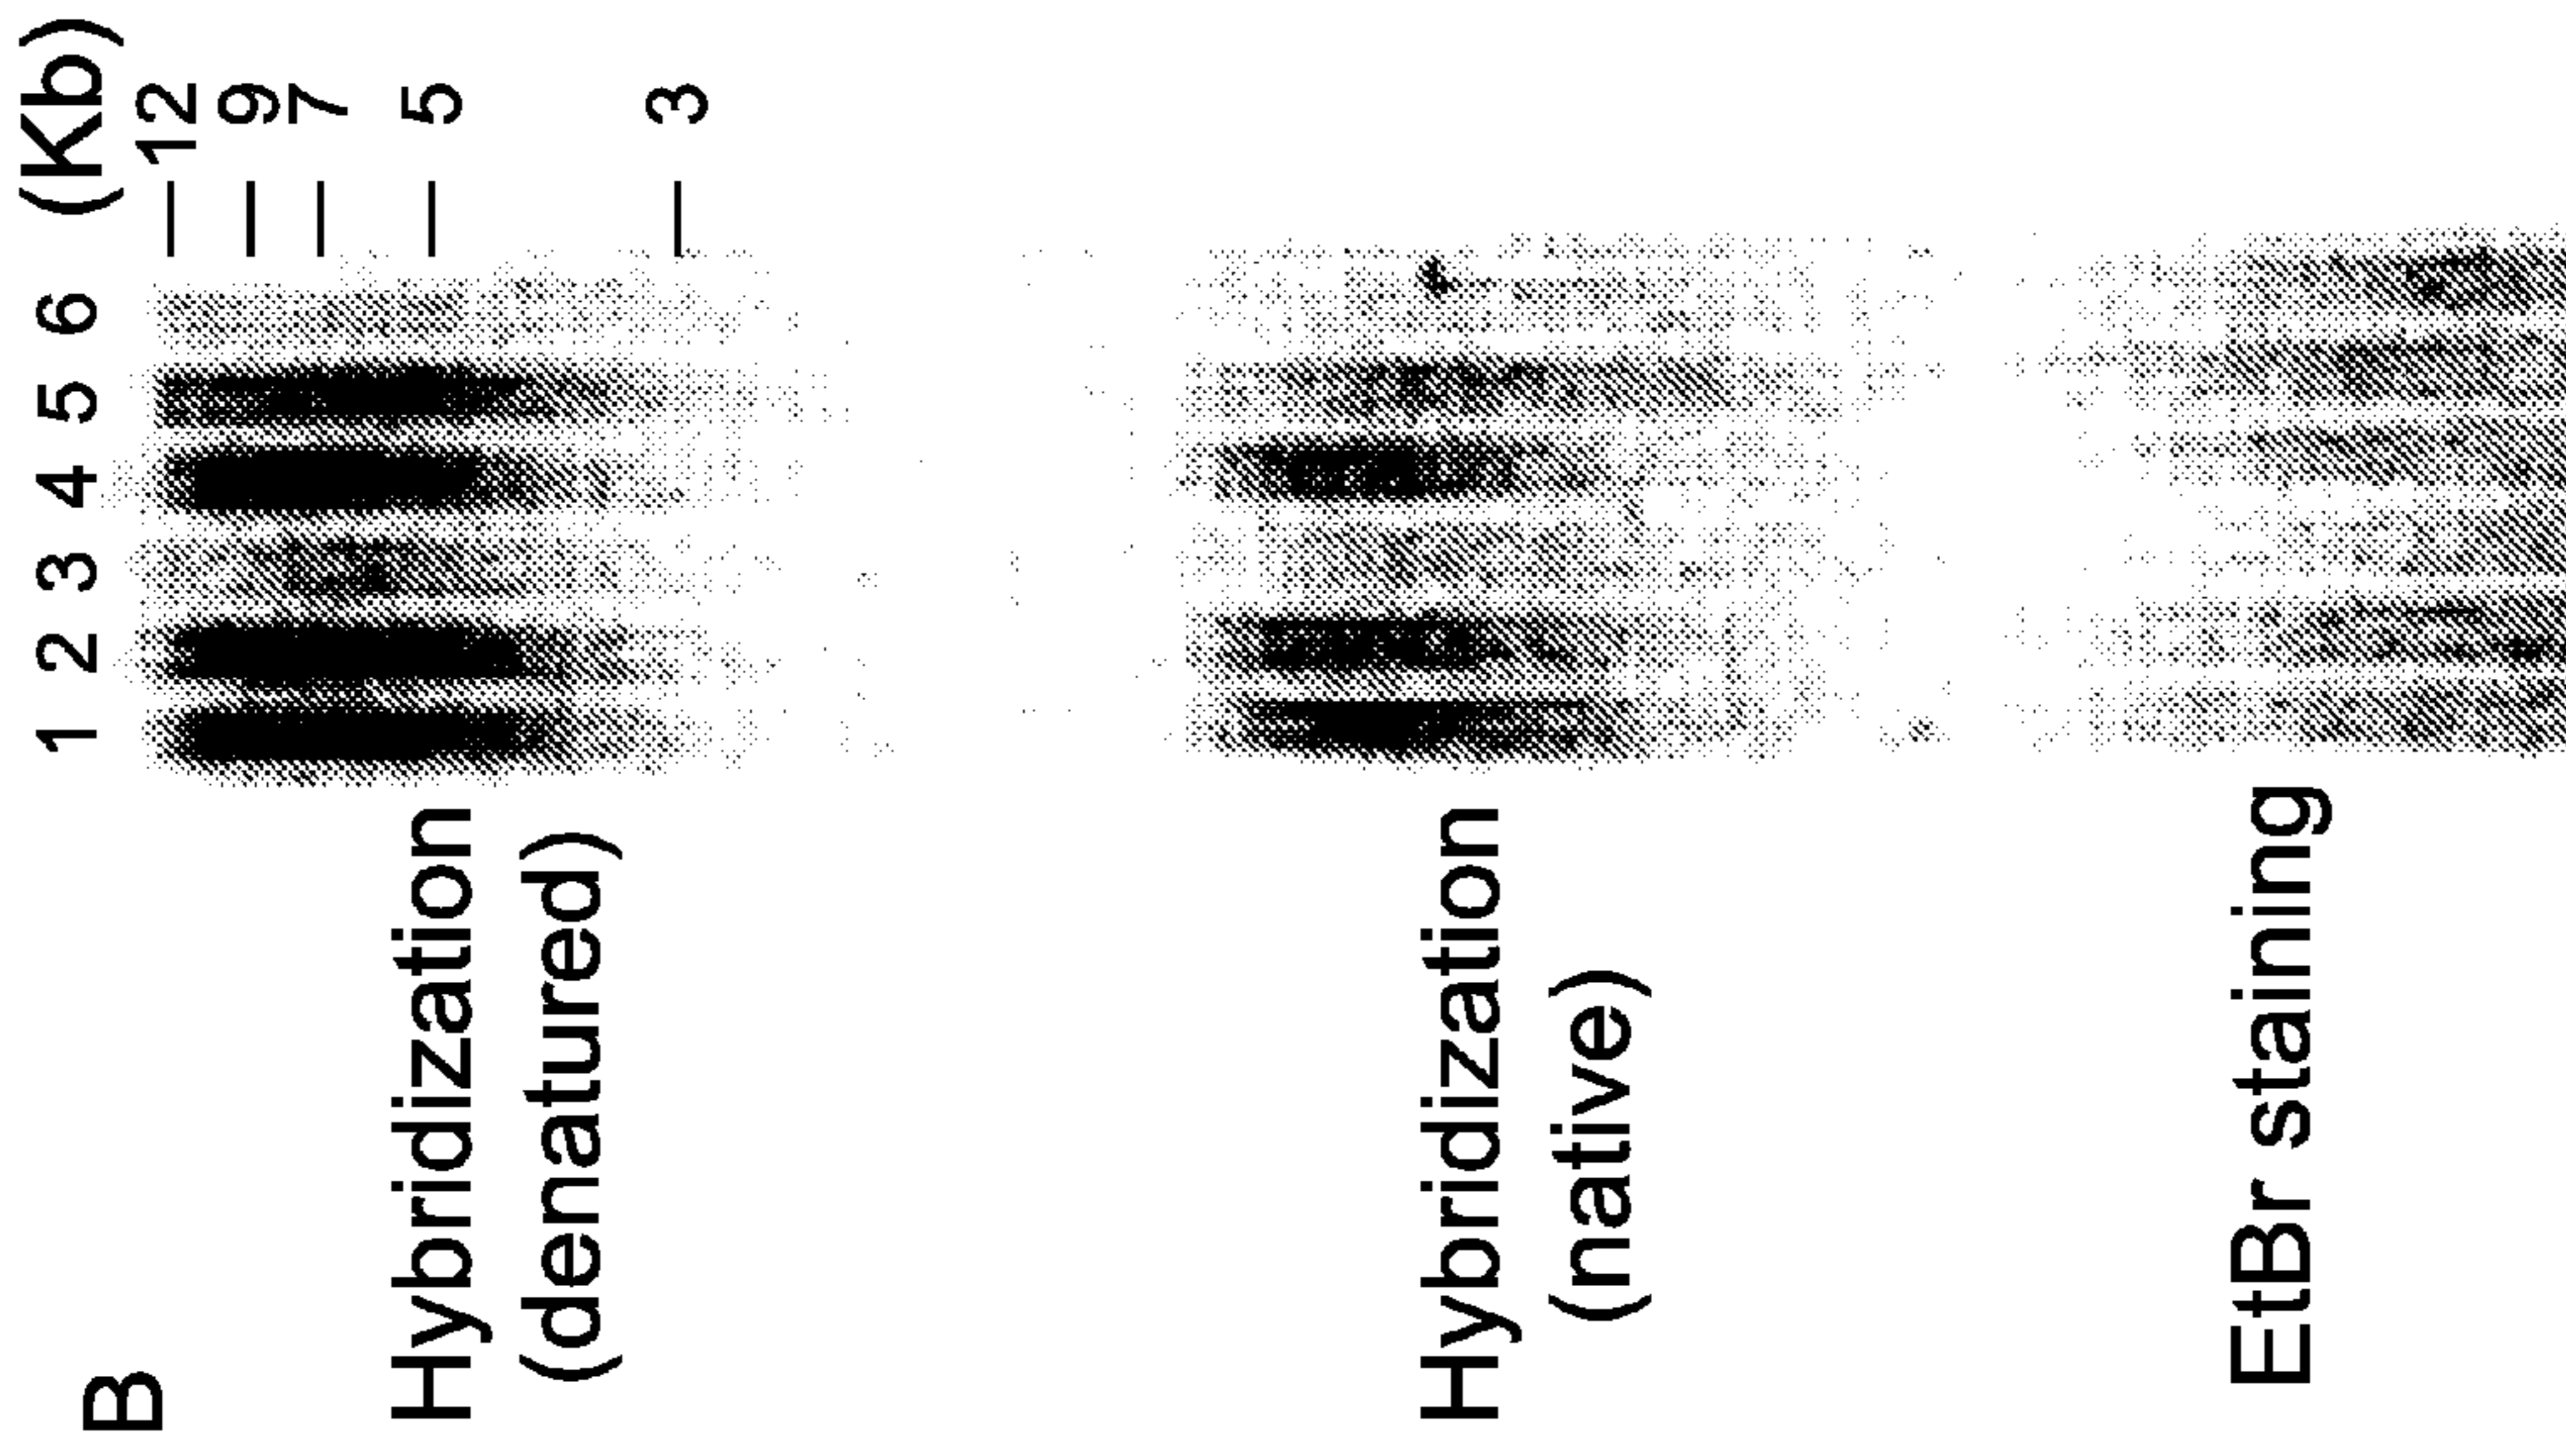 B
1 2 3 4 5 6 (Kb)
12
9
7
5
3
Hybridization
(denatured)
Hybridization
(native)
EtBr staining